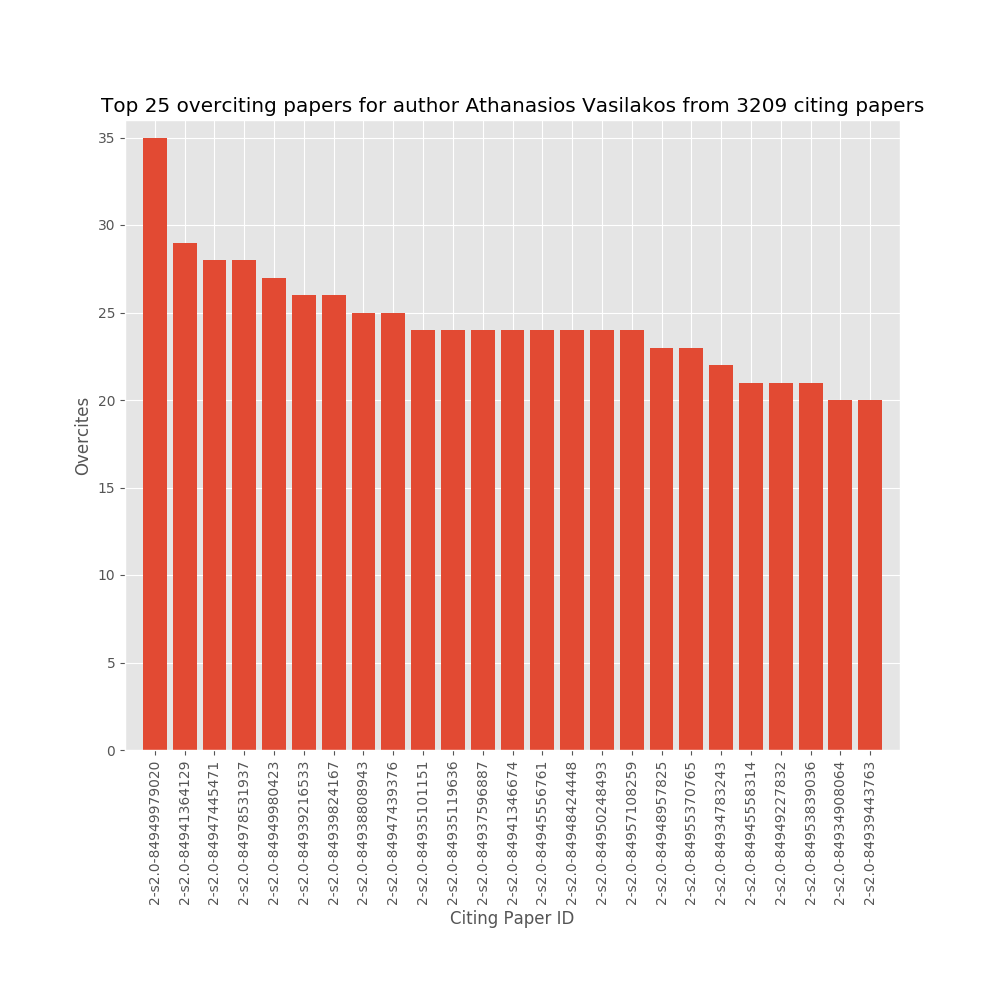 Top 25 overciting papers for author Athanasios Vasilakos from 3209 citing papers
35
30
25
20
15
10
5
0
Overcites
2-s2.0-84949979020
2-s2.0-84941364129
2-s2.0-84947445471
2-s2.0-84978531937
2-s2.0-84949980423
2-s2.0-84939216533
2-s2.0-84939824167
2-s2.0-84938808943
2-s2.0-84947439376
2-s2.0-84935101151
2-s2.0-84935119636
2-s2.0-84937596887
2-s2.0-84941346674
2-s2.0-84945556761
2-s2.0-84948424448
2-s2.0-84950248493
2-s2.0-84957108259
2-s2.0-84948957825
2-s2.0-84955370765
2-s2.0-84934783243
2-s2.0-84945558314
2-s2.0-84949227832
2-s2.0-84953839036
2-s2.0-84934908064
2-s2.0-84939443763
Citing Paper ID